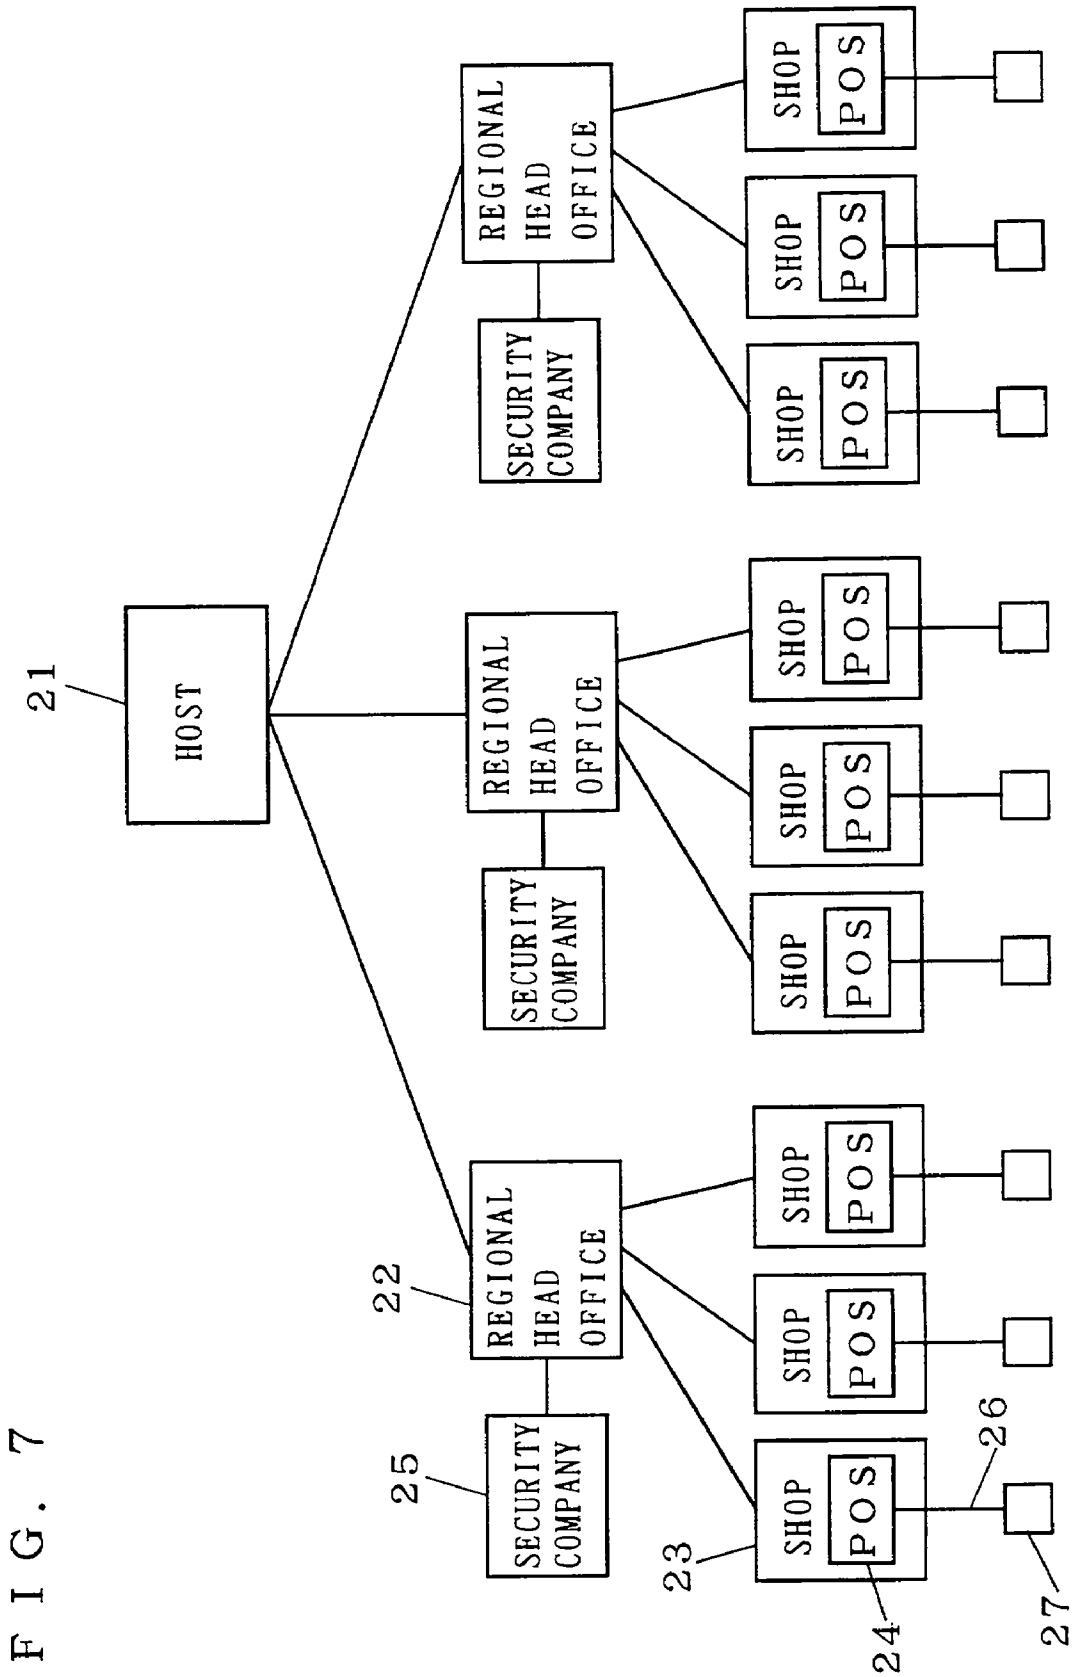 FIG. 7
21
HOST
22
REGIONAL
HEAD
OFFICE
REGIONAL
HEAD
OFFICE
REGIONAL
HEAD
OFFICE
25
SECURITY
COMPANY
SECURITY
COMPANY
SECURITY
COMPANY
23
SHOP
POS
SHOP
POS
SHOP
POS
SHOP
POS
SHOP
POS
SHOP
POS
SHOP
POS
SHOP
POS
SHOP
POS
24
26
27